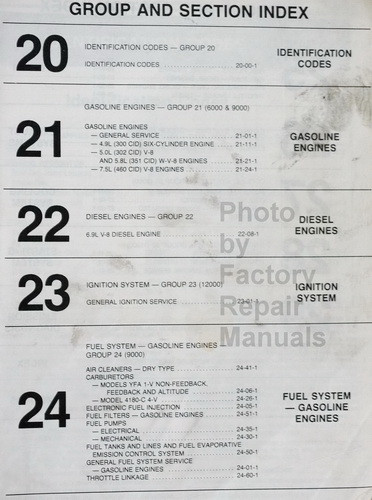 GROUP AND SECTION INDEX
20
IDENTIFICATION CODES — GROUP 20
IDENTIFICATION CODES ........ 20-00-1
IDENTIFICATION
CODES
21
GASOLINE ENGINES — GROUP 21 (6000 & 9000)
GASOLINE ENGINES
— GENERAL SERVICE ........ 21-01-1
— 4.9L (300 CID) SIX-CYLINDER ENGINE .... 21-11-1
— 5.0L (302 CID) V-8
AND 5.8L (351 CID) W-V-8 ENGINES .... 21-21-1
— 7.5L (460 CID) V-8 ENGINES .... 21-24-1
GASOLINE
ENGINES
22
DIESEL ENGINES — GROUP 22
6.9L V-8 DIESEL ENGINE ........ 22-08-1
DIESEL
ENGINES
23
IGNITION SYSTEM — GROUP 23 (12000)
GENERAL IGNITION SERVICE ........ 23-01-1
IGNITION
SYSTEM
24
FUEL SYSTEM — GASOLINE ENGINES —
GROUP 24 (9000)
AIR CLEANERS — DRY TYPE ........ 24-41-1
CARBURETORS
— MODELS YFA 1-V NON-FEEDBACK,
FEEDBACK AND ALTITUDE ........ 24-06-1
— MODEL 4180-C 4-V ........ 24-26-1
ELECTRONIC FUEL INJECTION ........ 24-05-1
FUEL FILTERS — GASOLINE ENGINES .... 24-51-1
FUEL PUMPS
— ELECTRICAL ........ 24-35-1
— MECHANICAL ........ 24-30-1
FUEL TANKS AND LINES AND FUEL EVAPORATIVE
EMISSION CONTROL SYSTEM ........ 24-50-1
GENERAL FUEL SYSTEM SERVICE
— GASOLINE ENGINES ........ 24-01-1
THROTTLE LINKAGE ........ 24-60-1
FUEL SYSTEM
— GASOLINE
ENGINES
Photo
by
Factory
Repair
Manuals